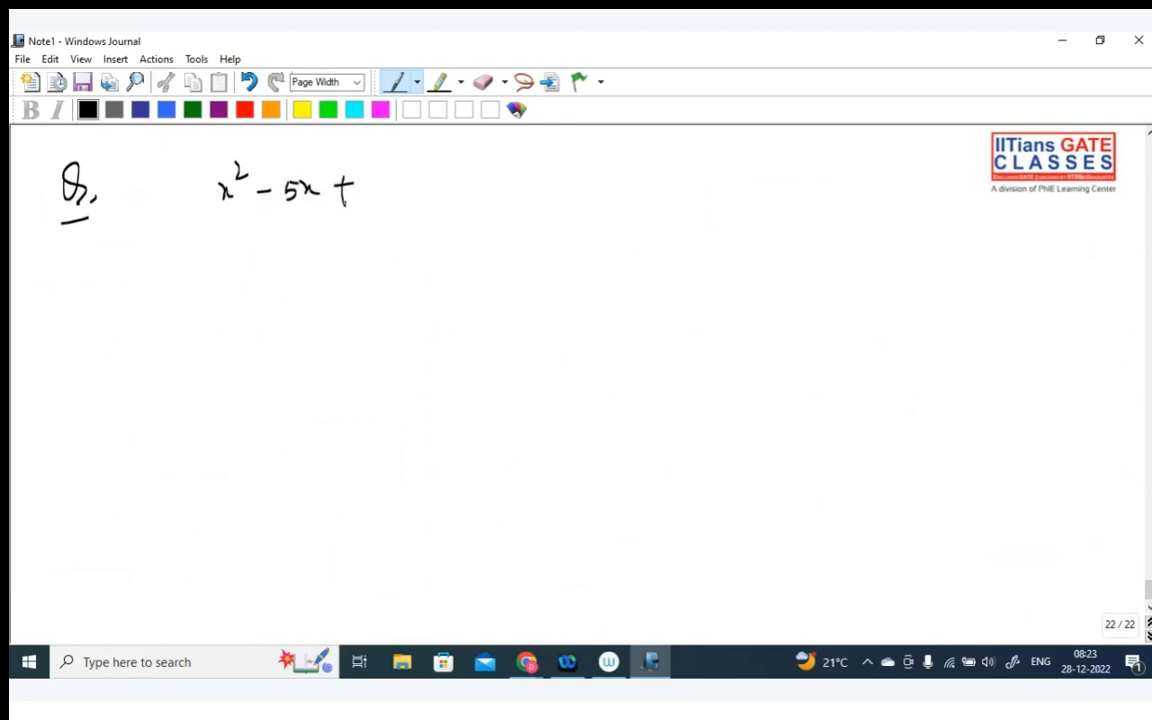 Note1 - Windows Journal
File Edit View Insert Actions Tools Help
Page Width
B I
IITians GATE
CLASSES
A division of PhIE Learning Center
Q. x² - 5x +
22 / 22
Type here to search
21°C
ENG
08:23
28-12-2022
1